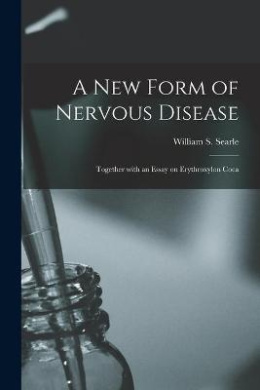 A New Form of
Nervous Disease
William S. Searle
Together with an Essay on Erythroxylon Coca